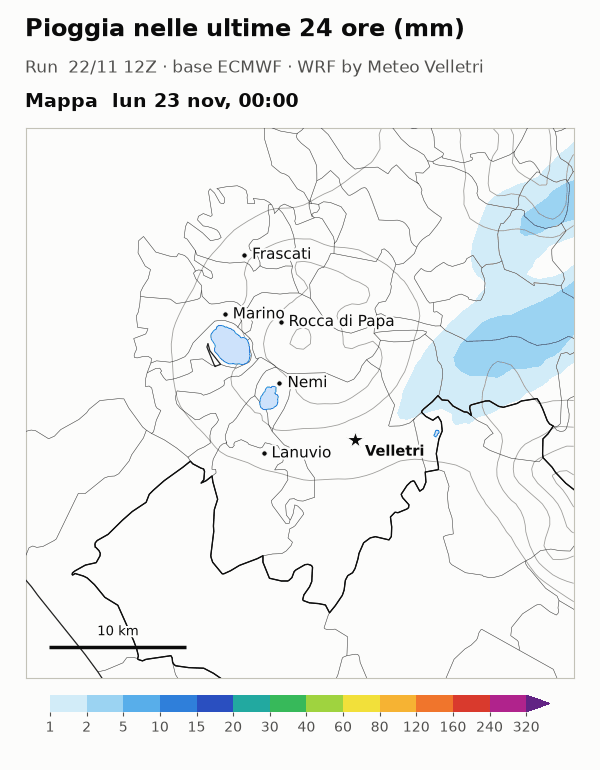 Pioggia nelle ultime 24 ore (mm)
Run  22/11 12Z · base ECMWF · WRF by Meteo Velletri
Mappa  lun 23 nov, 00:00
Frascati
Marino
Rocca di Papa
Nemi
Velletri
Lanuvio
10 km
1 2 5 10 15 20 30 40 60 80 120 160 240 320